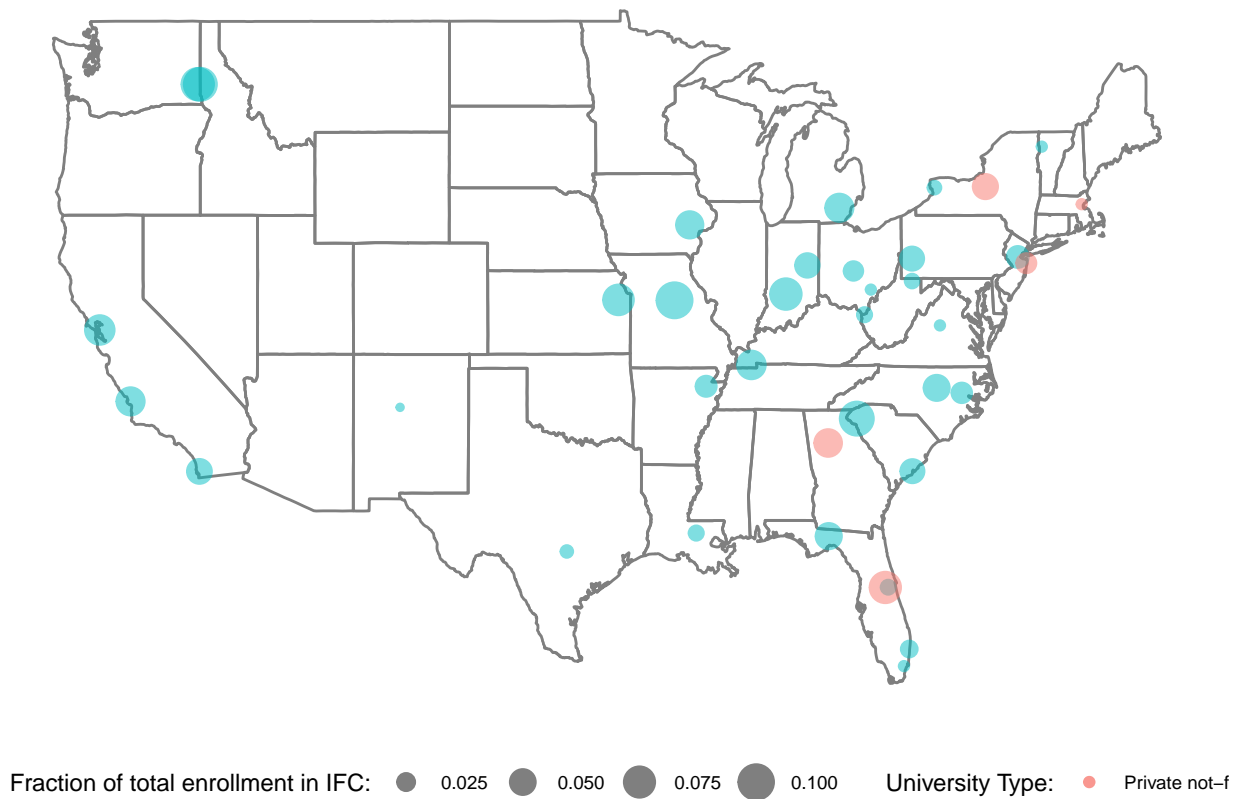 Fraction of total enrollment in IFC: 0.025 0.050 0.075 0.100 University Type: Private not−f